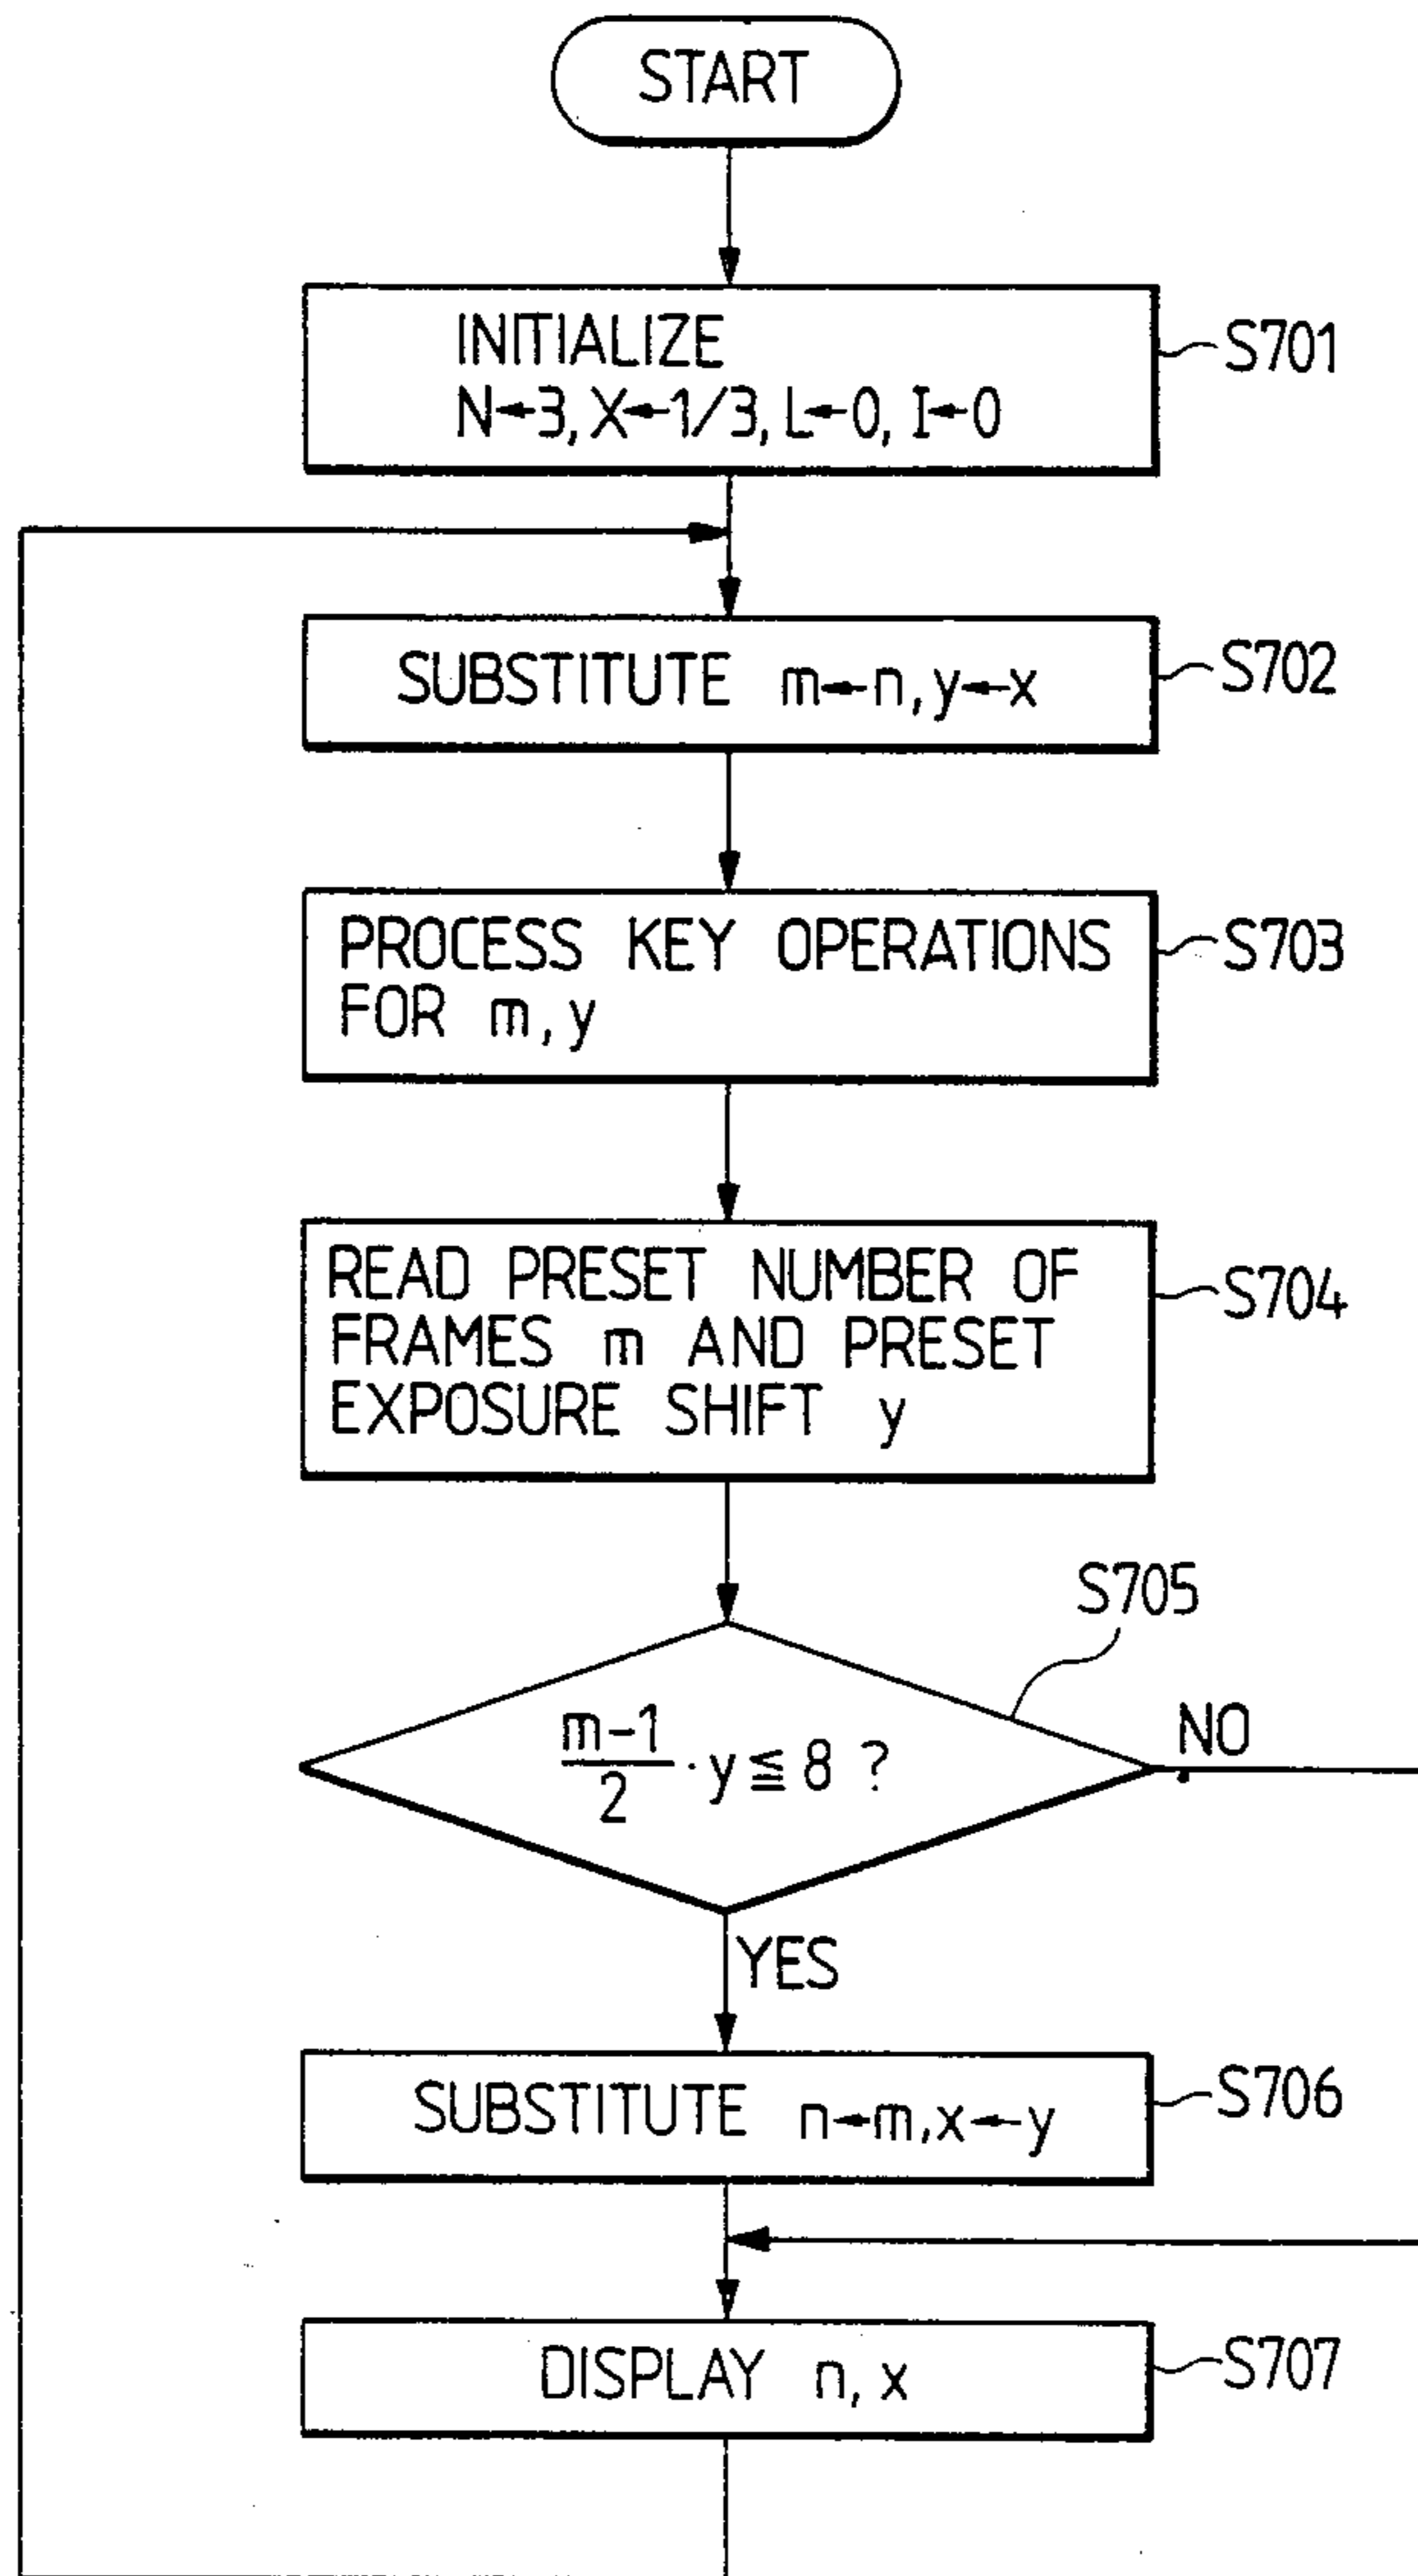 START
INITIALIZE
N←3, X←1/3, L←0, I←0
S701
SUBSTITUTE m←n, y←x
S702
PROCESS KEY OPERATIONS
FOR m, y
S703
READ PRESET NUMBER OF
FRAMES m AND PRESET
EXPOSURE SHIFT y
S704
S705
m-1
2
· y ≦ 8 ?
NO
YES
SUBSTITUTE n←m, x←y
S706
DISPLAY n, x
S707